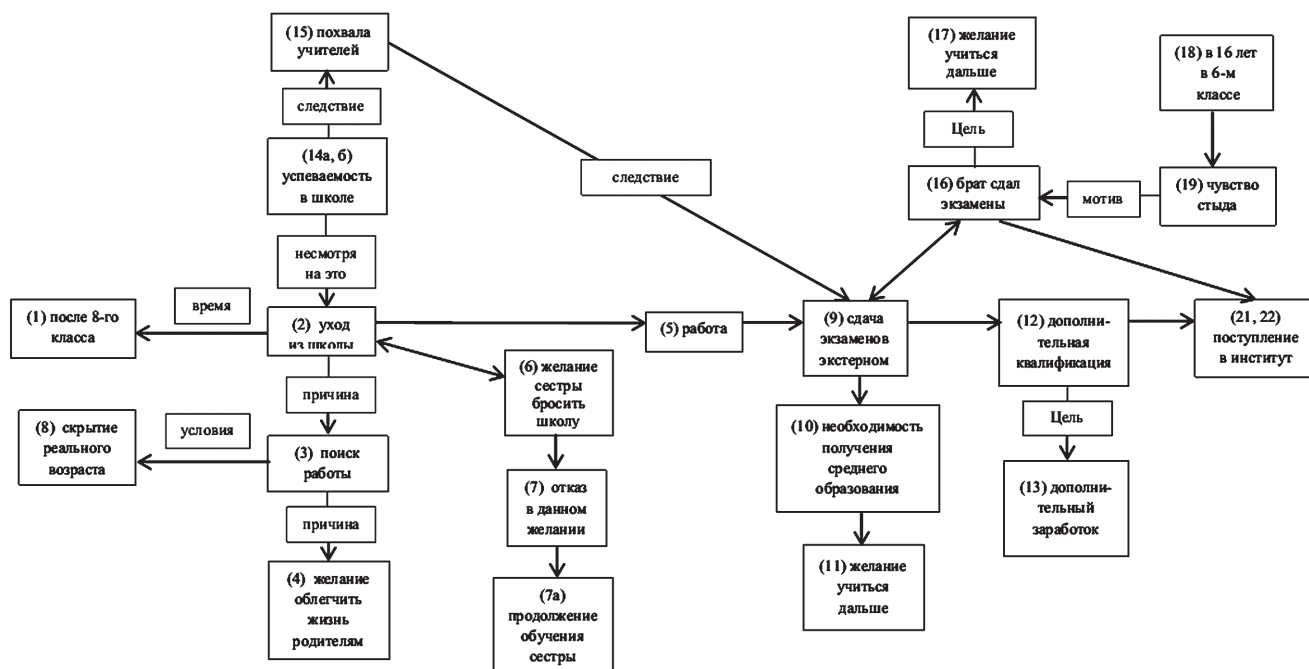 (15) похвала
учителей
(17) желание
учиться
дальше
(18) в 16 лет
в 6-м
классе
следствие
Цель
(14а, б)
успеваемость
в школе
следствие
(16) брат сдал
экзамены
мотив
(19) чувство
стыда
несмотря
на это
время
(1) после 8-го
класса
(2) уход
из школы
(5) работа
(9) сдача
экзаменов
экстерном
(12) дополни-
тельная
квалификация
(21, 22)
поступление
в институт
(6) желание
сестры
бросить
школу
причина
Цель
(8) скрытие
реального
возраста
условия
(3) поиск
работы
(10) необходимость
получения
среднего
образования
(7) отказ
в данном
желании
(13) дополни-
тельный
заработок
причина
(4) желание
облегчить
жизнь
родителям
(7а)
продолжение
обучения
сестры
(11) желание
учиться
дальше